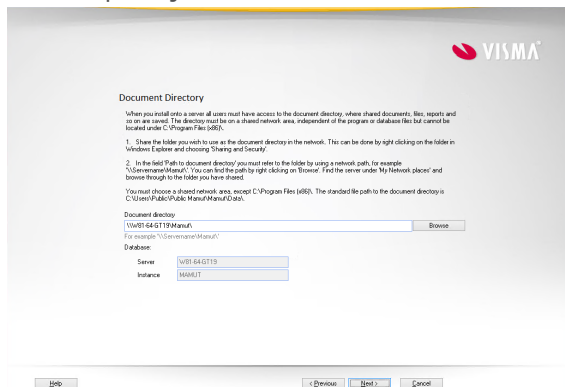 VISMA
Document Directory
When you install onto a server all users must have access to the document directory, where shared documents, files, reports and
so on are saved. The directory must be on a shared network area, independent of the program or database files but cannot be
located under C:\Program Files (x86)\.
1. Share the folder you wish to use as the document directory in the network. This can be done by right clicking on the folder in
Windows Explorer and choosing 'Sharing and Security'.
2. In the field 'Path to document directory' you must refer to the folder by using a network path, for example
'\\Servername\Mamut\'. You can find the path by right clicking on 'Browse'. Find the server under 'My Network places' and
browse through to the folder you have shared.
You must choose a shared network area, except C:\Program Files (x86)\. The standard file path to the document directory is
C:\Users\Public\Public Mamut\Mamut\Data\.
Document directory
\\W81-64-GT19\Mamut\
Browse
For example '\\Servername\Mamut\'
Database:
Server W81-64-GT19
Instance MAMUT
Help
< Previous
Next >
Cancel